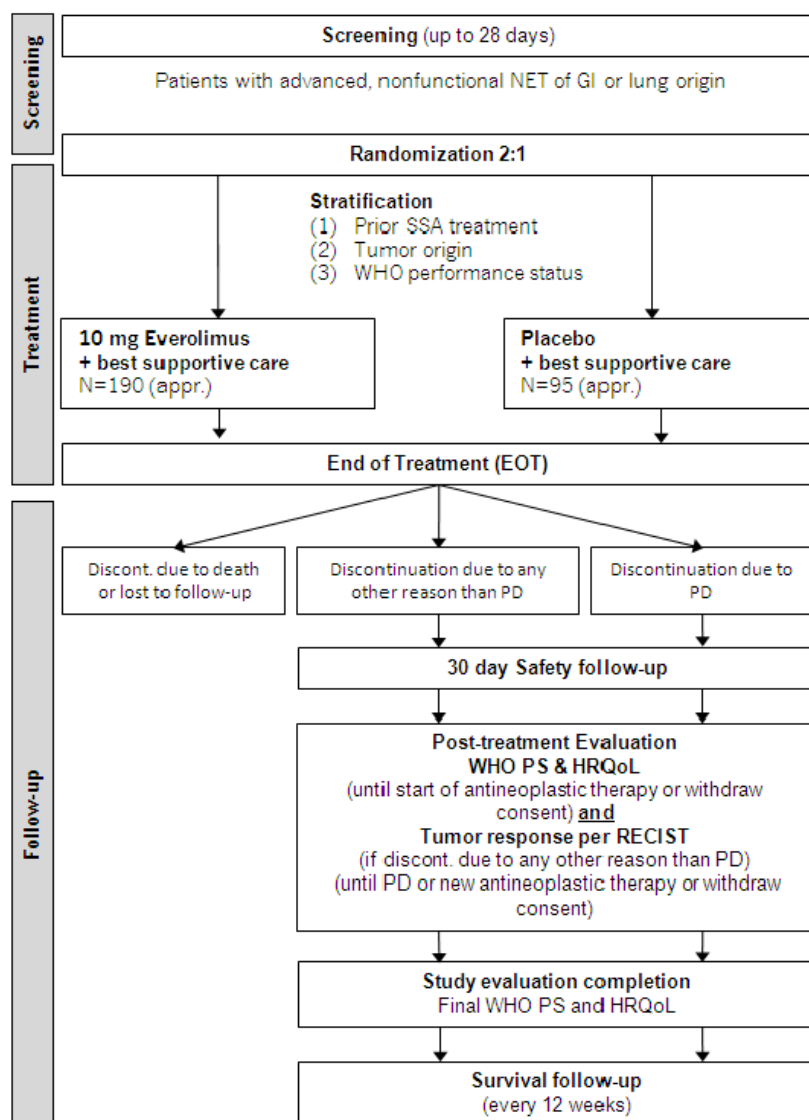 Screening
Screening (up to 28 days)
Patients with advanced, nonfunctional NET of GI or lung origin
Randomization 2:1
Treatment
Stratification
(1) Prior SSA treatment
(2) Tumor origin
(3) WHO performance status
10 mg Everolimus
+ best supportive care
N=190 (appr.)
Placebo
+ best supportive care
N=95 (appr.)
End of Treatment (EOT)
Follow-up
Discont. due to death
or lost to follow-up
Discontinuation due to any
other reason than PD
Discontinuation due to
PD
30 day Safety follow-up
Post-treatment Evaluation
WHO PS & HRQoL
(until start of antineoplastic therapy or withdraw
consent) and
Tumor response per RECIST
(if discont. due to any other reason than PD)
(until PD or new antineoplastic therapy or withdraw
consent)
Study evaluation completion
Final WHO PS and HRQoL
Survival follow-up
(every 12 weeks)